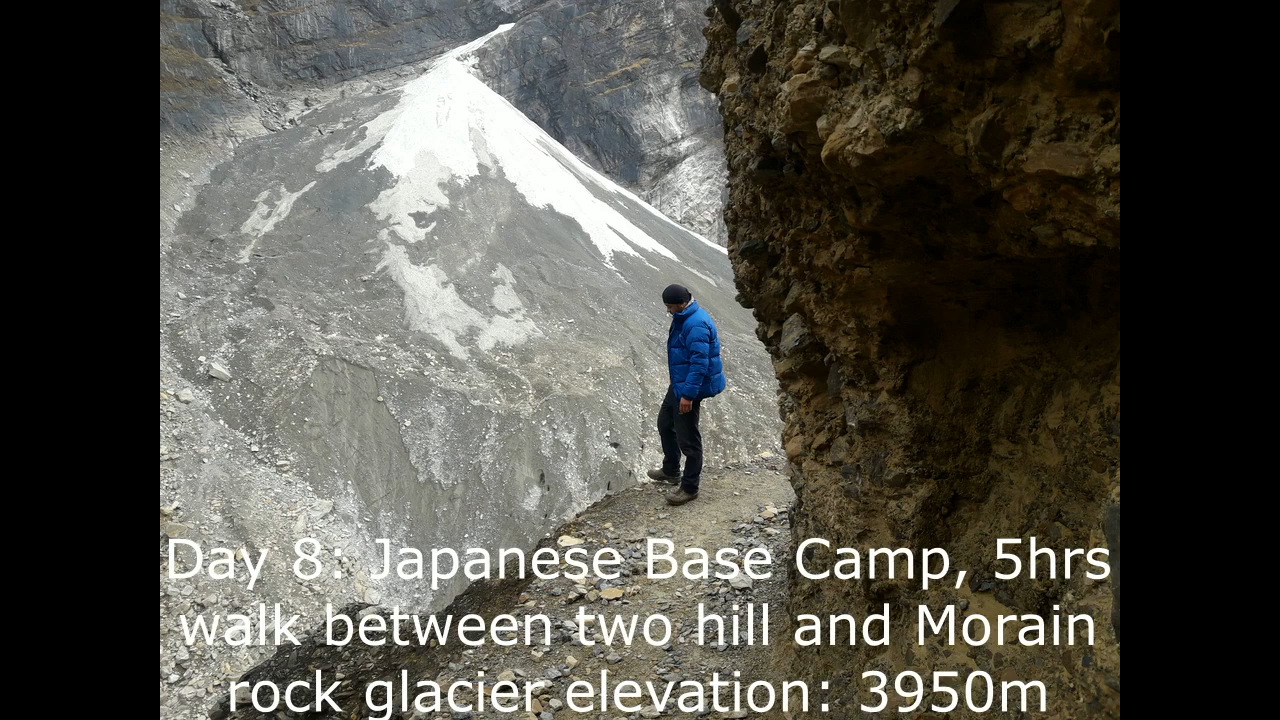 Day 8: Japanese Base Camp, 5hrs
walk between two hill and Morain
rock glacier elevation: 3950m